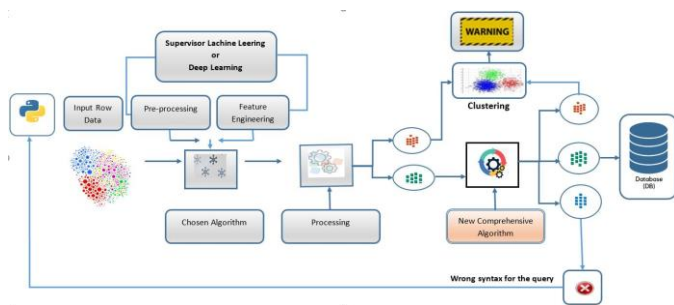 Supervisor Lachine Leering
or
Deep Learning
WARNING
Input Row
Data
Pre-processing
Feature
Engineering
Clustering
Database
(DB)
Chosen Algorithm
Processing
New Comprehensive
Algorithm
Wrong syntax for the query